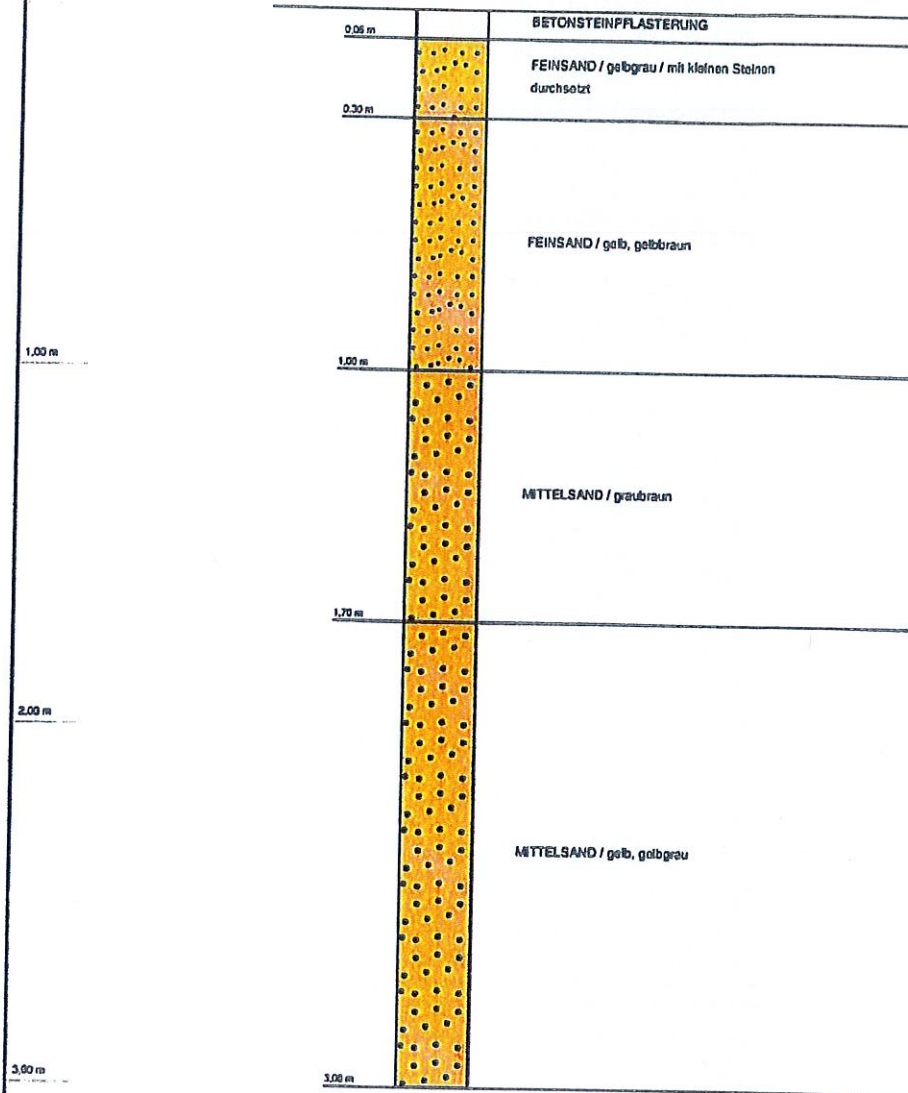 BETONSTEINPFLASTERUNG
0,06 m
FEINSAND / gelbgrau / mit kleinen Steinen
durchsetzt
0.30 m
FEINSAND / gelb, gelbbraun
1,00 m
1,00 m
MITTELSAND / graubraun
1,70 m
2.00 m
MITTELSAND / gelb, gelbgrau
3,00 m
3,00 m